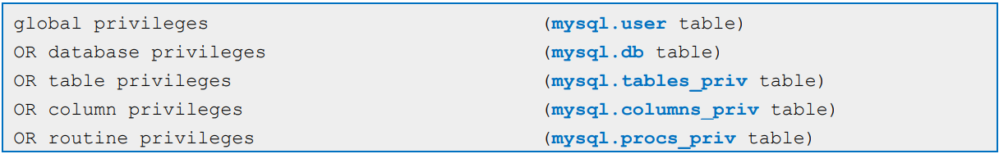 global privileges (mysql.user table)
OR database privileges (mysql.db table)
OR table privileges (mysql.tables_priv table)
OR column privileges (mysql.columns_priv table)
OR routine privileges (mysql.procs_priv table)